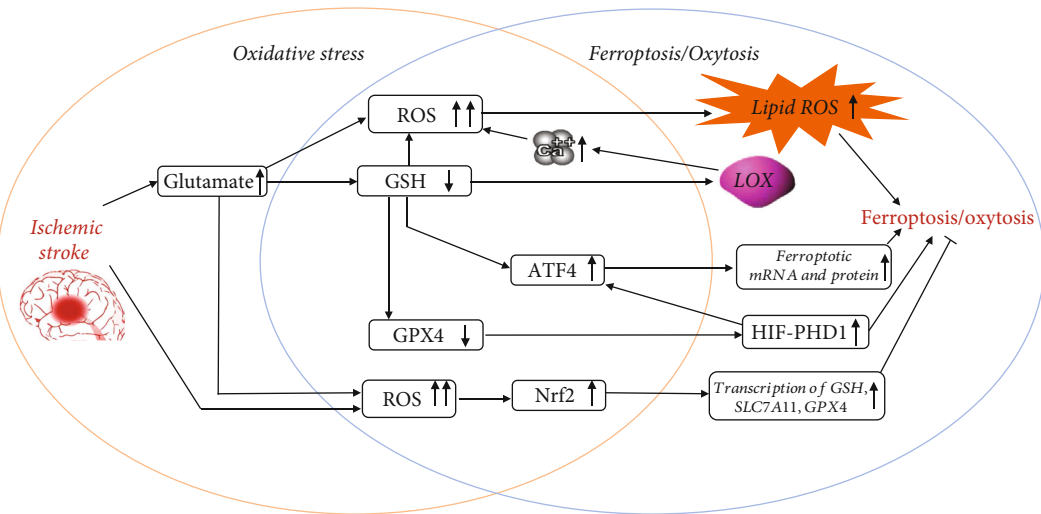 Oxidative stress
Ferroptosis/Oxytosis
ROS
Lipid ROS
Ca++
Glutamate
GSH
LOX
Ischemic
stroke
Ferroptosis/oxytosis
ATF4
Ferroptotic
mRNA and protein
GPX4
HIF-PHD1
ROS
Nrf2
Transcription of GSH,
SLC7A11, GPX4